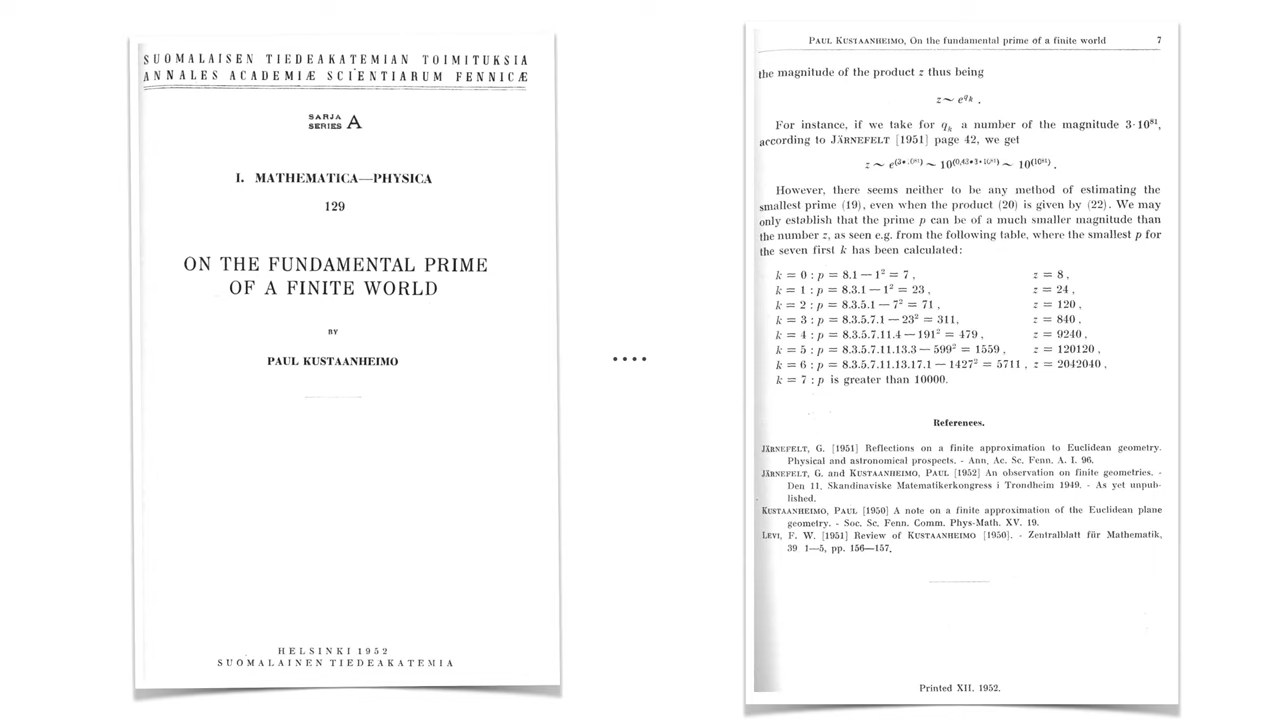 SUOMALAISEN TIEDEAKATEMIAN TOIMITUKSIA
ANNALES ACADEMIÆ SCIENTIARUM FENNICÆ
SARJA
SERIES A
I. MATHEMATICA—PHYSICA
129
ON THE FUNDAMENTAL PRIME
OF A FINITE WORLD
BY
PAUL KUSTAANHEIMO
HELSINKI 1952
SUOMALAINEN TIEDEAKATEMIA
....
PAUL KUSTAANHEIMO, On the fundamental prime of a finite world 7
the magnitude of the product z thus being
z ~ e^{q_k} .
For instance, if we take for q_k a number of the magnitude 3·10^{81},
according to JÄRNEFELT [1951] page 42, we get
z ~ e^{(3•10^{81})} ~ 10^{(0,43•3•10^{81})} ~ 10^{(10^{81})} .
However, there seems neither to be any method of estimating the
smallest prime (19), even when the product (20) is given by (22). We may
only establish that the prime p can be of a much smaller magnitude than
the number z, as seen e.g. from the following table, where the smallest p for
the seven first k has been calculated:
k = 0 : p = 8.1 — 1² = 7 , z = 8 ,
k = 1 : p = 8.3.1 — 1² = 23 , z = 24 ,
k = 2 : p = 8.3.5.1 — 7² = 71 , z = 120 ,
k = 3 : p = 8.3.5.7.1 — 23² = 311, z = 840 ,
k = 4 : p = 8.3.5.7.11.4 — 191² = 479 , z = 9240 ,
k = 5 : p = 8.3.5.7.11.13.3 — 599² = 1559 , z = 120120 ,
k = 6 : p = 8.3.5.7.11.13.17.1 — 1427² = 5711 , z = 2042040 ,
k = 7 : p is greater than 10000.
References.
JÄRNEFELT, G. [1951] Reflections on a finite approximation to Euclidean geometry.
Physical and astronomical prospects. - Ann. Ac. Sc. Fenn. A. I. 96.
JÄRNEFELT, G. and KUSTAANHEIMO, PAUL [1952] An observation on finite geometries. -
Den 11. Skandinaviske Matematikerkongress i Trondheim 1949. - As yet unpub-
lished.
KUSTAANHEIMO, PAUL [1950] A note on a finite approximation of the Euclidean plane
geometry. - Soc. Sc. Fenn. Comm. Phys-Math. XV. 19.
LEVI, F. W. [1951] Review of KUSTAANHEIMO [1950]. - Zentralblatt für Mathematik,
39 1—5, pp. 156—157.
Printed XII. 1952.